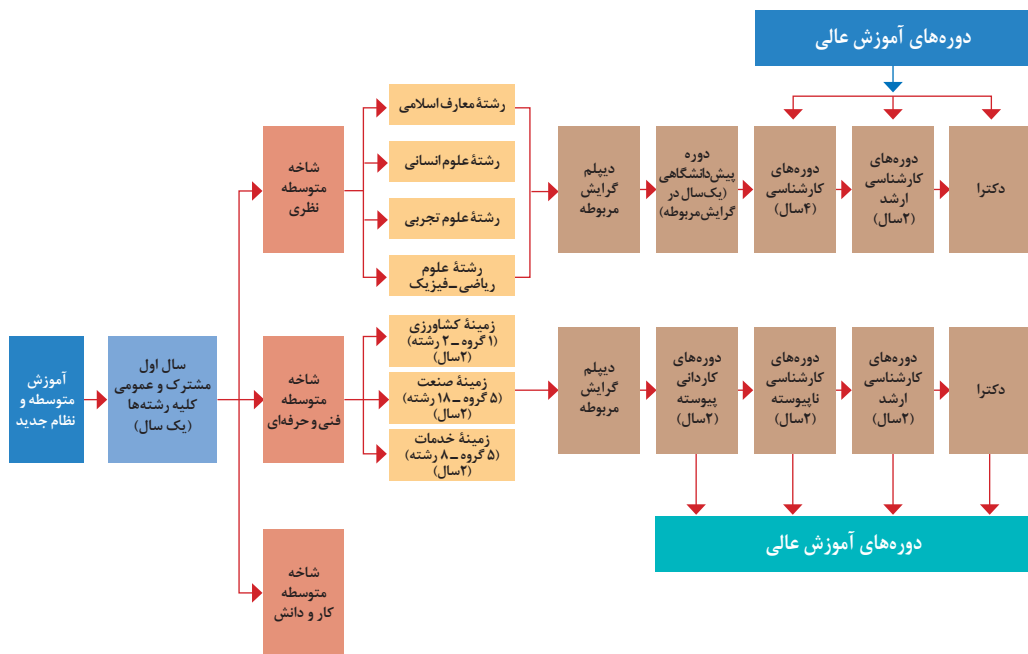 دوره‌های آموزش عالی
آموزش
متوسطه و
نظام جدید
سال اول
مشترک و عمومی
کلیه رشته‌ها
(یک سال)
شاخه
متوسطه
نظری
رشتهٔ معارف اسلامی
رشتهٔ علوم انسانی
رشتهٔ علوم تجربی
رشتهٔ علوم
ریاضی ـ فیزیک
دیپلم
گرایش
مربوطه
دوره
پیش‌دانشگاهی
(یک‌سال در
گرایش مربوطه)
دوره‌های
کارشناسی
(۴سال)
دوره‌های
کارشناسی
ارشد
(۲سال)
دکترا
شاخه
متوسطه
فنی و حرفه‌ای
زمینهٔ کشاورزی
(۱ گروه ـ ۲ رشته)
(۲سال)
زمینهٔ صنعت
(۵ گروه ـ ۱۸ رشته)
(۲سال)
زمینهٔ خدمات
(۵ گروه ـ ۸ رشته)
(۲سال)
دیپلم
گرایش
مربوطه
دوره‌های
کاردانی
پیوسته
(۲سال)
دوره‌های
کارشناسی
ناپیوسته
(۲سال)
دوره‌های
کارشناسی
ارشد
(۲سال)
دکترا
شاخه
متوسطه
کار و دانش
دوره‌های آموزش عالی